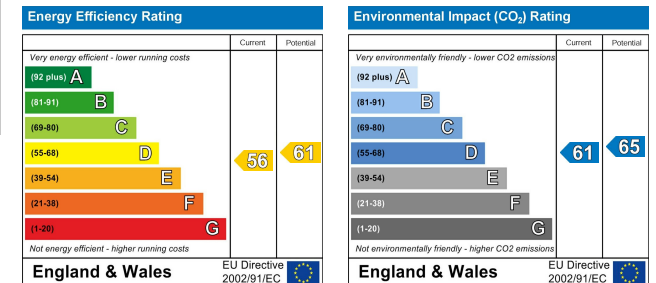 Energy Efficiency Rating
Current Potential
Very energy efficient - lower running costs
(92 plus) A
(81-91) B
(69-80) C
(55-68) D
(39-54) E
(21-38) F
(1-20) G
56
61
Not energy efficient - higher running costs
England & Wales
EU Directive
2002/91/EC
Environmental Impact (CO₂) Rating
Current Potential
Very environmentally friendly - lower CO2 emissions
(92 plus) A
(81-91) B
(69-80) C
(55-68) D
(39-54) E
(21-38) F
(1-20) G
61
65
Not environmentally friendly - higher CO2 emissions
England & Wales
EU Directive
2002/91/EC